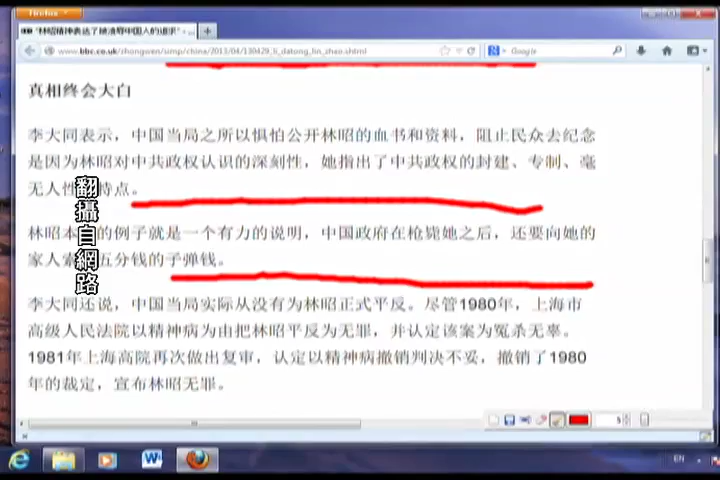 Firefox
"林昭精神表达了被渣辱中国人的追求" - ...
www.bbc.co.uk/zhongwen/simp/china/2013/04/130429_li_datong_lin_zhao.shtml
Google
真相终会大白
李大同表示，中国当局之所以惧怕公开林昭的血书和资料，阻止民众去纪念
是因为林昭对中共政权认识的深刻性，她指出了中共政权的封建、专制、毫
无人性 特点。
林昭本 的例子就是一个有力的说明，中国政府在枪毙她之后，还要向她的
家人索 五分钱的子弹钱。
李大同还说，中国当局实际从没有为林昭正式平反。尽管1980年，上海市
高级人民法院以精神病为由把林昭平反为无罪，并认定该案为冤杀无辜。
1981年上海高院再次做出复审，认定以精神病撤销判决不妥，撤销了1980
年的裁定，宣布林昭无罪。
翻攝自網路
5
EN